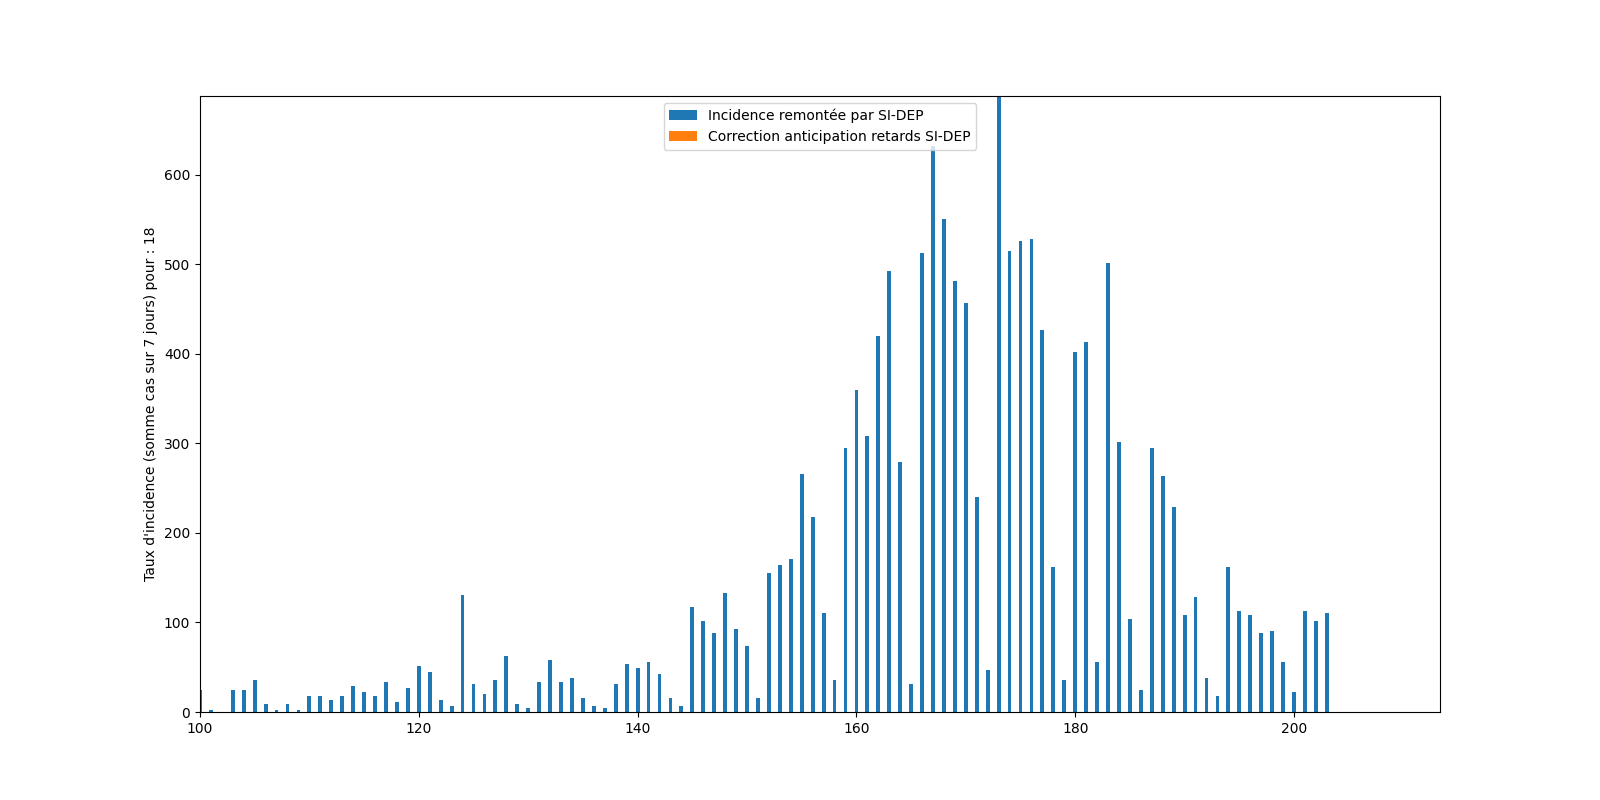 Incidence remontée par SI-DEP
Correction anticipation retards SI-DEP
Taux d'incidence (somme cas sur 7 jours) pour : 18
600
500
400
300
200
100
0
100 120 140 160 180 200